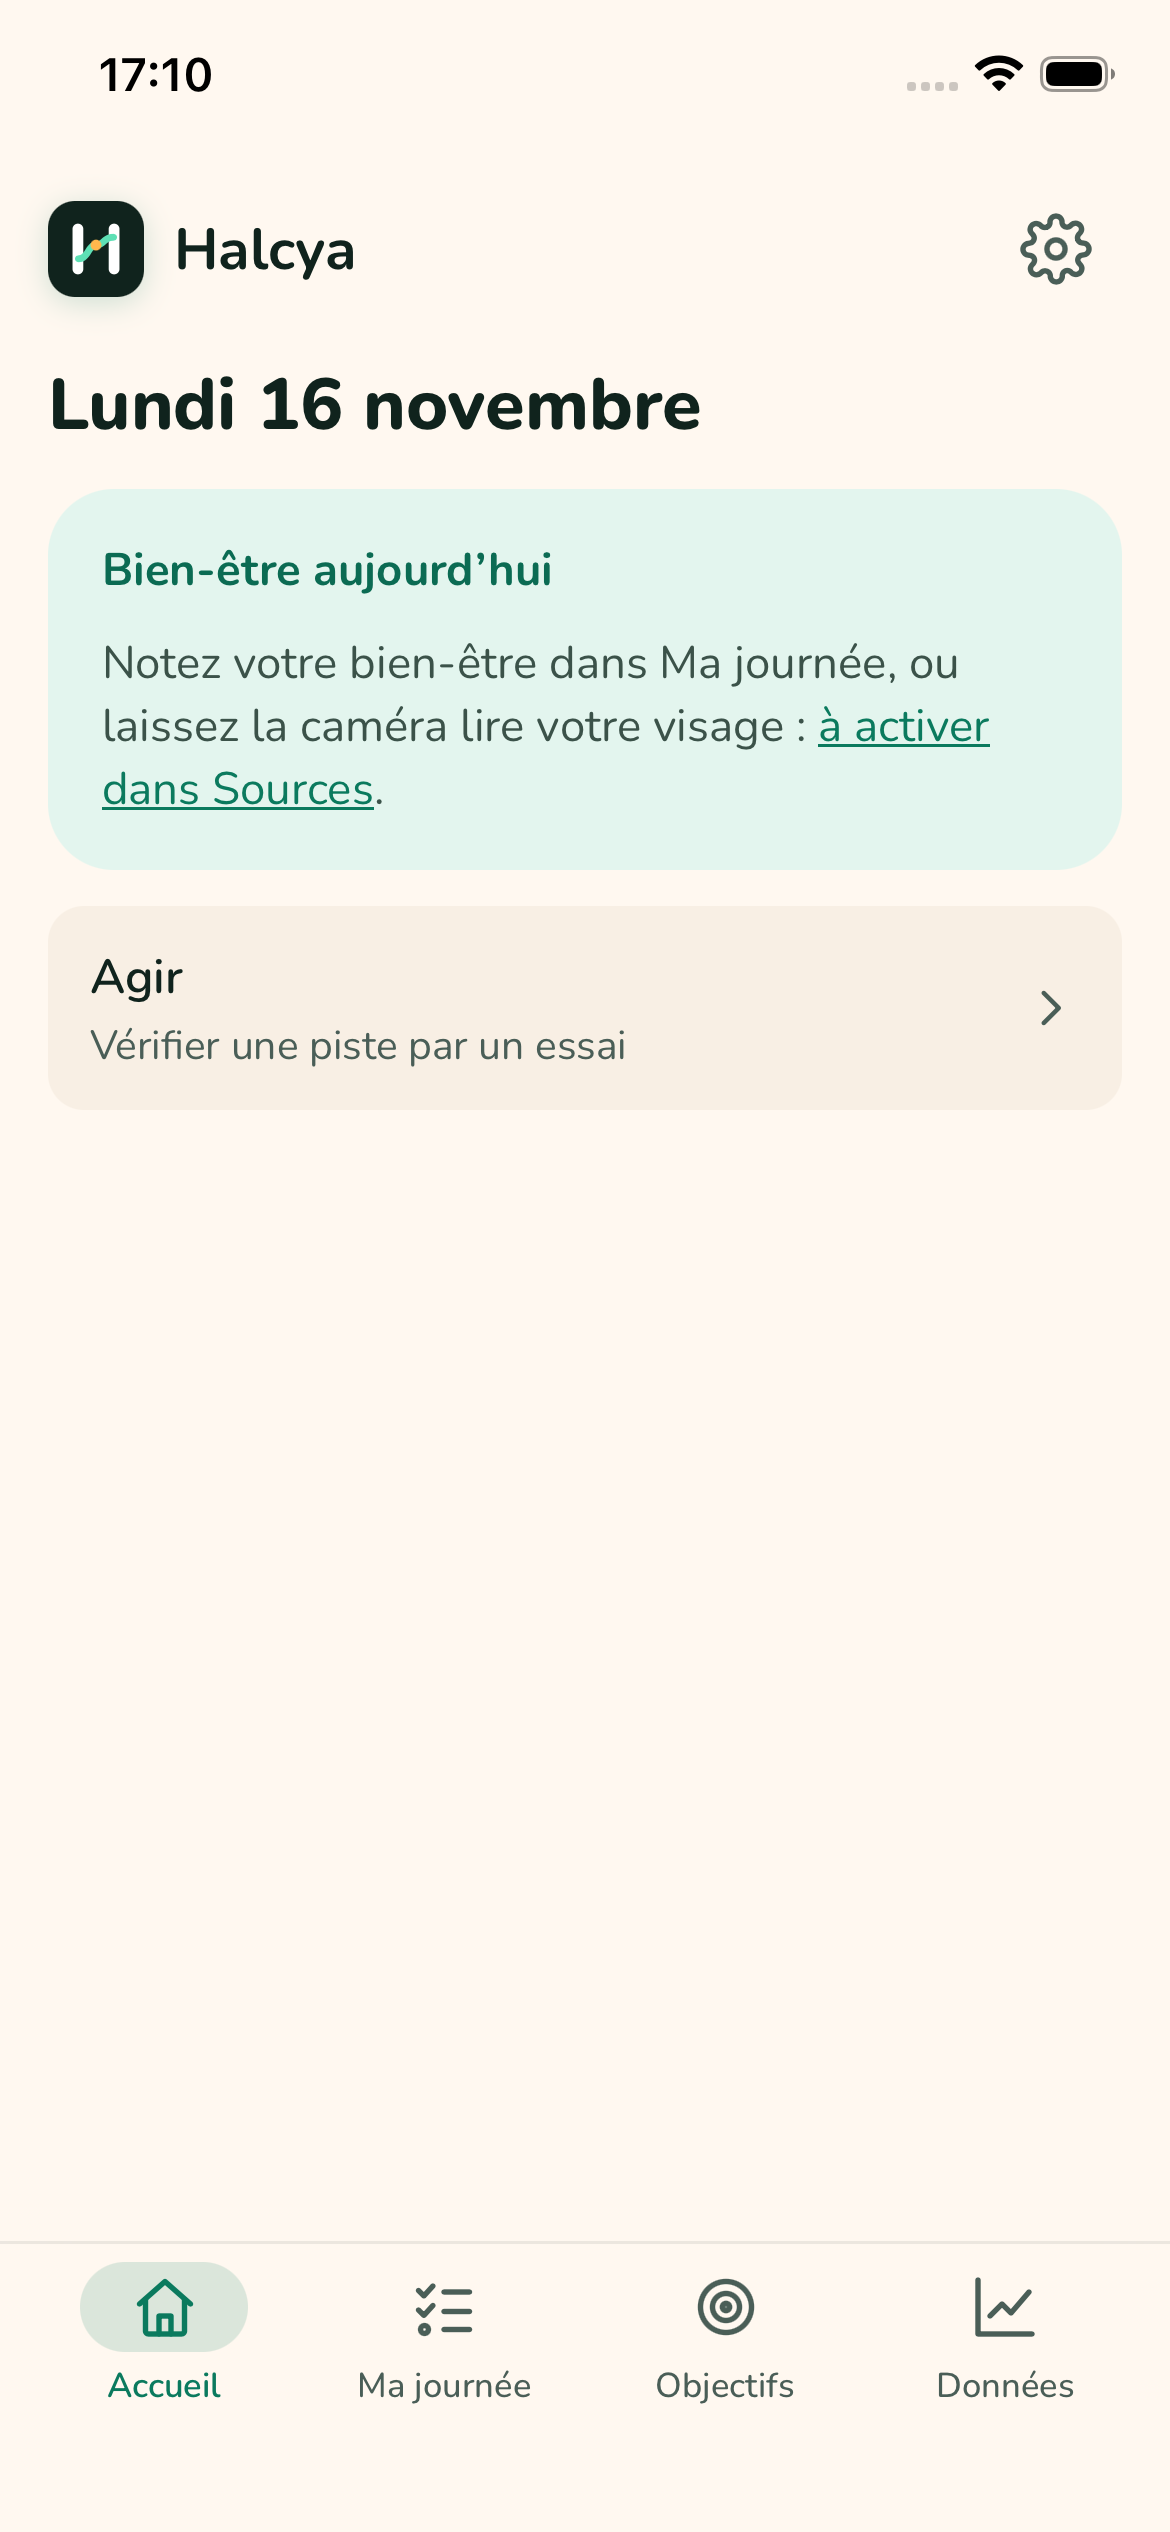 17:10
Halcya
Lundi 16 novembre
Bien-être aujourd’hui
Notez votre bien-être dans Ma journée, ou
laissez la caméra lire votre visage : à activer
dans Sources.
Agir
Vérifier une piste par un essai
Accueil
Ma journée
Objectifs
Données